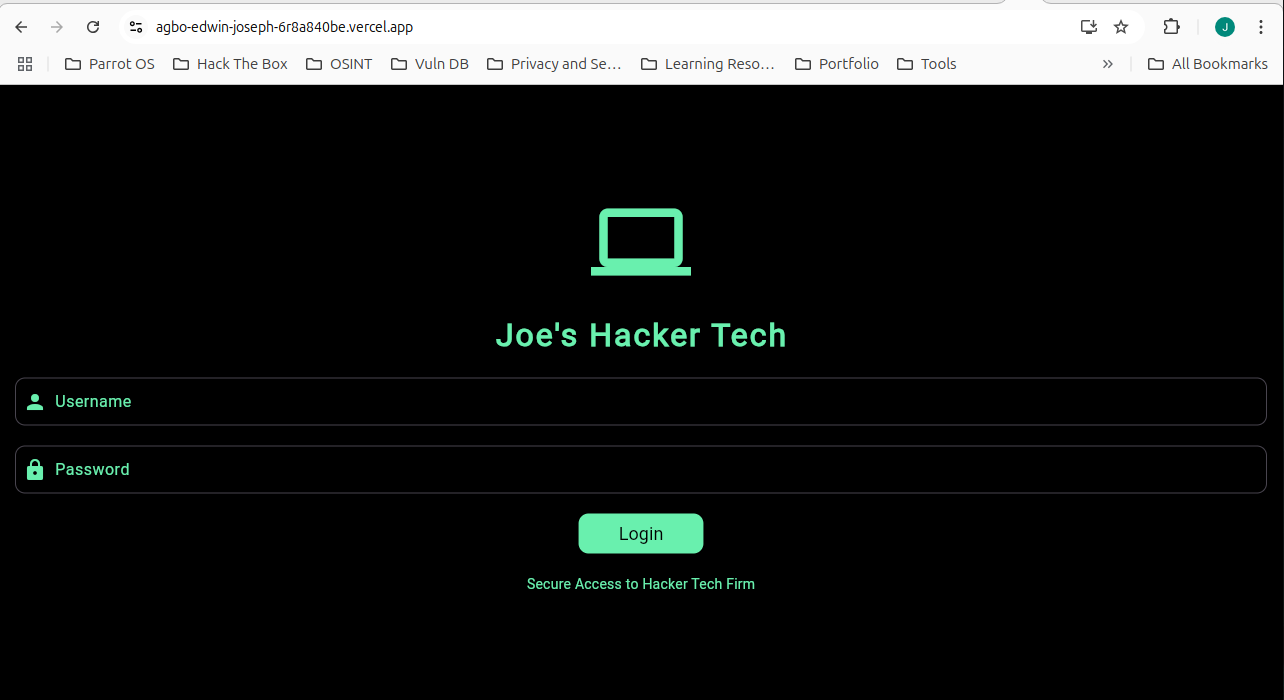 agbo-edwin-joseph-6r8a840be.vercel.app
J
Parrot OS Hack The Box OSINT Vuln DB Privacy and Se... Learning Reso... Portfolio Tools » All Bookmarks
Joe's Hacker Tech
Username
Password
Login
Secure Access to Hacker Tech Firm